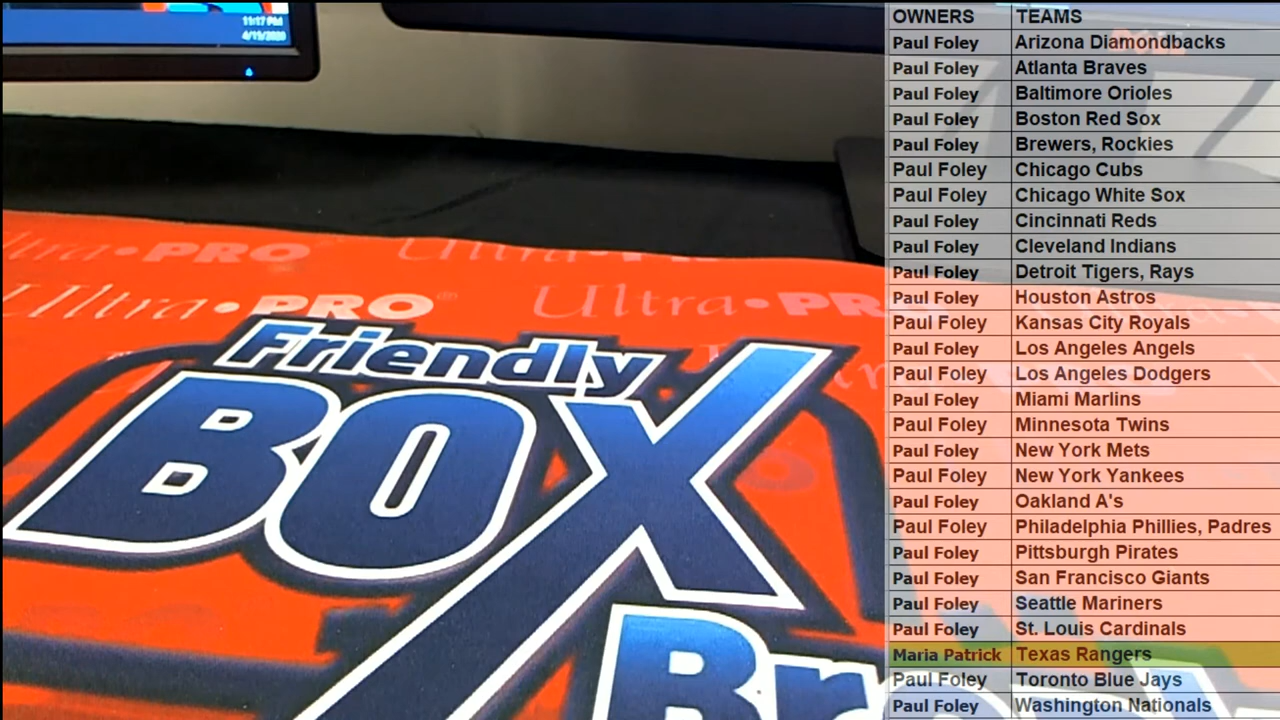 11:17 PM
4/15/2020
OWNERS TEAMS
Paul Foley Arizona Diamondbacks
Paul Foley Atlanta Braves
Paul Foley Baltimore Orioles
Paul Foley Boston Red Sox
Paul Foley Brewers, Rockies
Paul Foley Chicago Cubs
Paul Foley Chicago White Sox
Paul Foley Cincinnati Reds
Paul Foley Cleveland Indians
Paul Foley Detroit Tigers, Rays
Paul Foley Houston Astros
Paul Foley Kansas City Royals
Paul Foley Los Angeles Angels
Paul Foley Los Angeles Dodgers
Paul Foley Miami Marlins
Paul Foley Minnesota Twins
Paul Foley New York Mets
Paul Foley New York Yankees
Paul Foley Oakland A's
Paul Foley Philadelphia Phillies, Padres
Paul Foley Pittsburgh Pirates
Paul Foley San Francisco Giants
Paul Foley Seattle Mariners
Paul Foley St. Louis Cardinals
Maria Patrick Texas Rangers
Paul Foley Toronto Blue Jays
Paul Foley Washington Nationals
Ultra•PRO Ultra•PRO
Ultra•PRO® Ultra•PRO
Friendly
BOX
Br